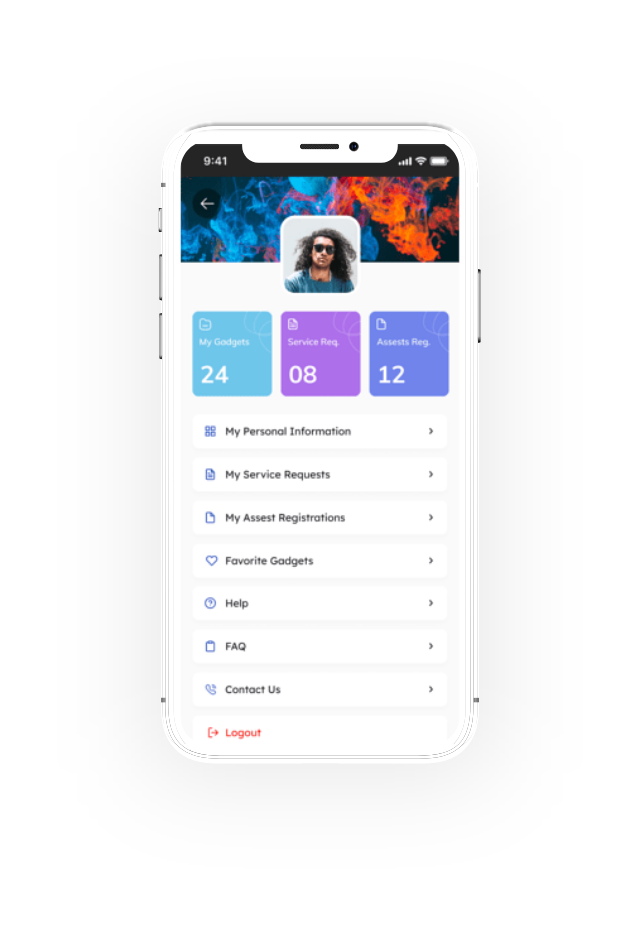 9:41
My Gadgets
Service Req.
Assests Reg.
24
08
12
My Personal Information
My Service Requests
My Assest Registrations
Favorite Gadgets
Help
FAQ
Contact Us
Logout